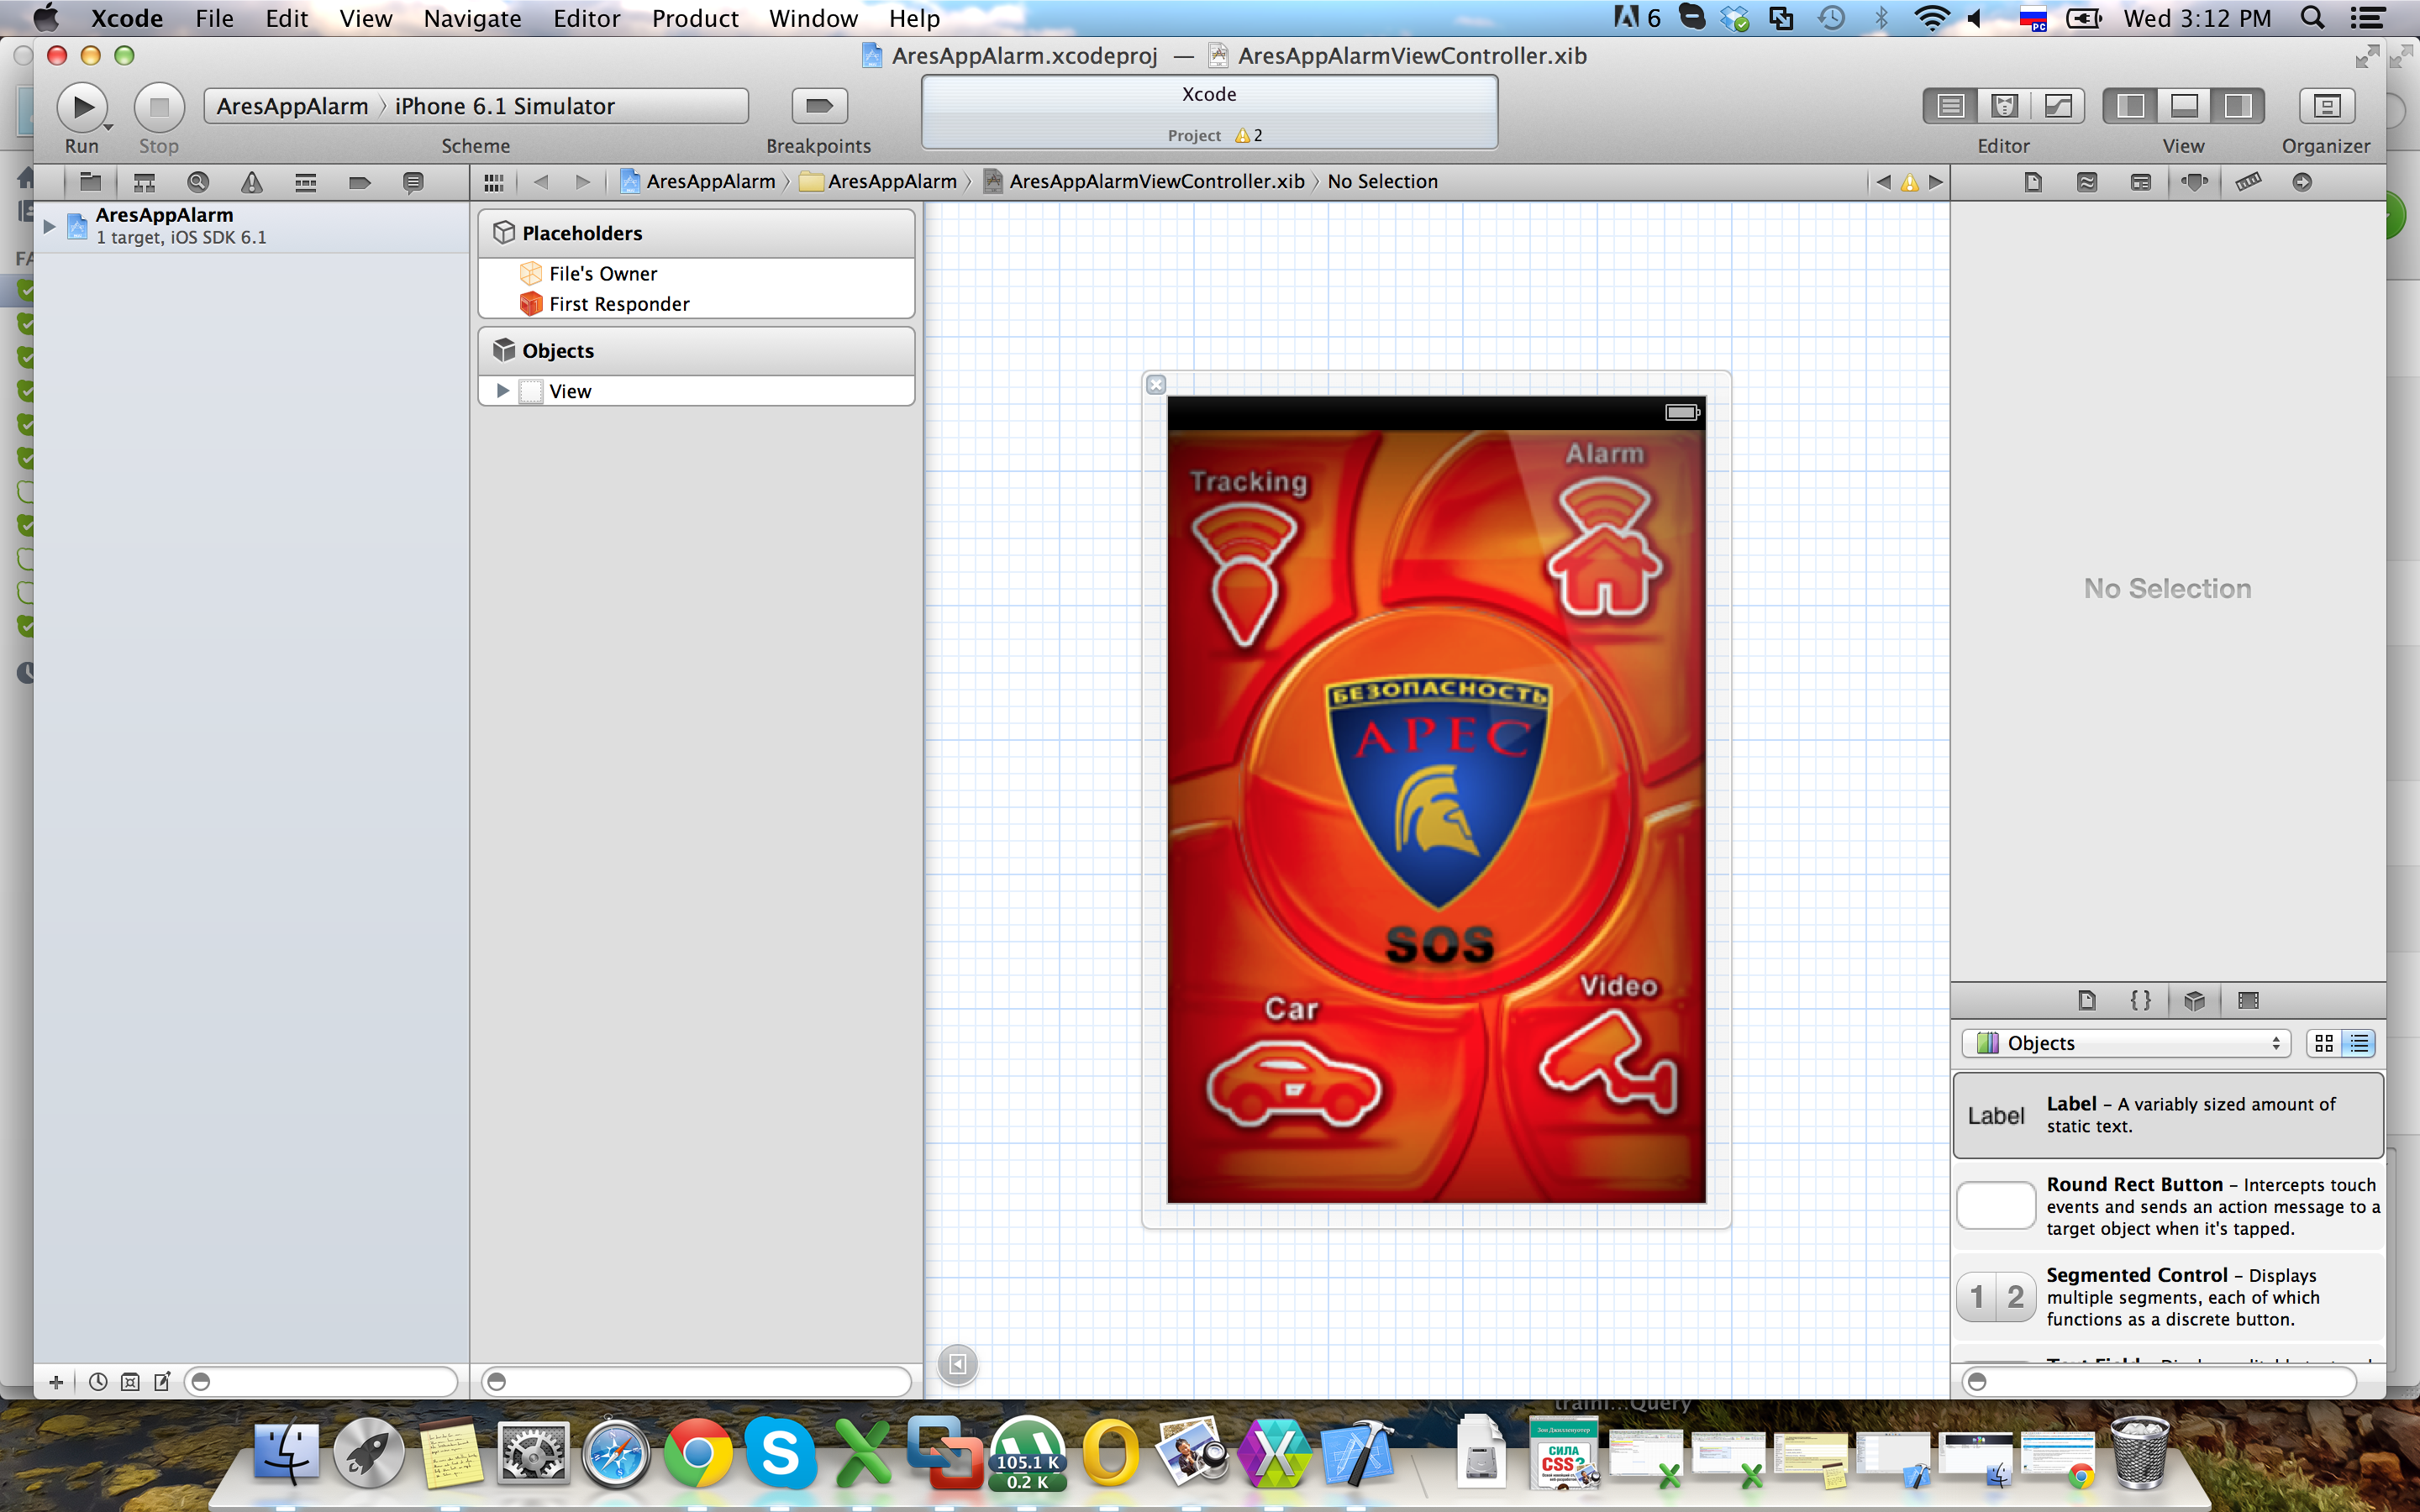 Xcode File Edit View Navigate Editor Product Window Help
6 РС Wed 3:12 PM
AresAppAlarm.xcodeproj — AresAppAlarmViewController.xib
AresAppAlarm 〉 iPhone 6.1 Simulator
Run Stop Scheme Breakpoints
Xcode
Project 2
Editor View Organizer
AresAppAlarm 〉 AresAppAlarm 〉 AresAppAlarmViewController.xib 〉 No Selection
AresAppAlarm
1 target, iOS SDK 6.1
FA
Placeholders
File's Owner
First Responder
Objects
View
Tracking
Alarm
БЕЗОПАСНОСТЬ
АРЕС
SOS
Car
Video
No Selection
{ }
Objects
Label
Label – A variably sized amount of
static text.
Round Rect Button – Intercepts touch
events and sends an action message to a
target object when it's tapped.
1 2
Segmented Control – Displays
multiple segments, each of which
functions as a discrete button.
105.1 K
0.2 K
СИЛА
CSS3